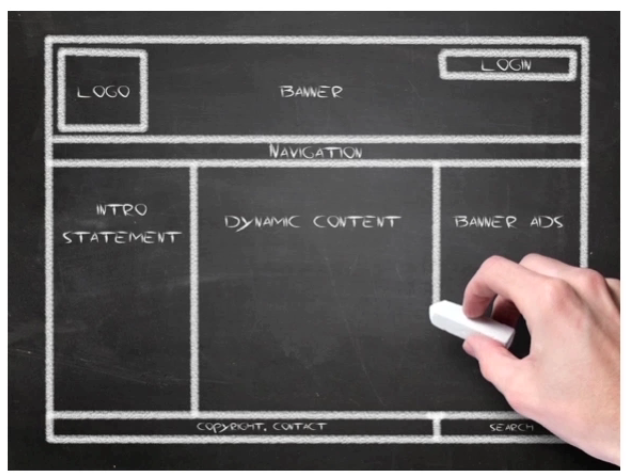 LOGIN
LOGO
BANNER
NAVIGATION
INTRO
STATEMENT
DYNAMIC CONTENT
BANNER ADS
COPYRIGHT, CONTACT
SEARCH